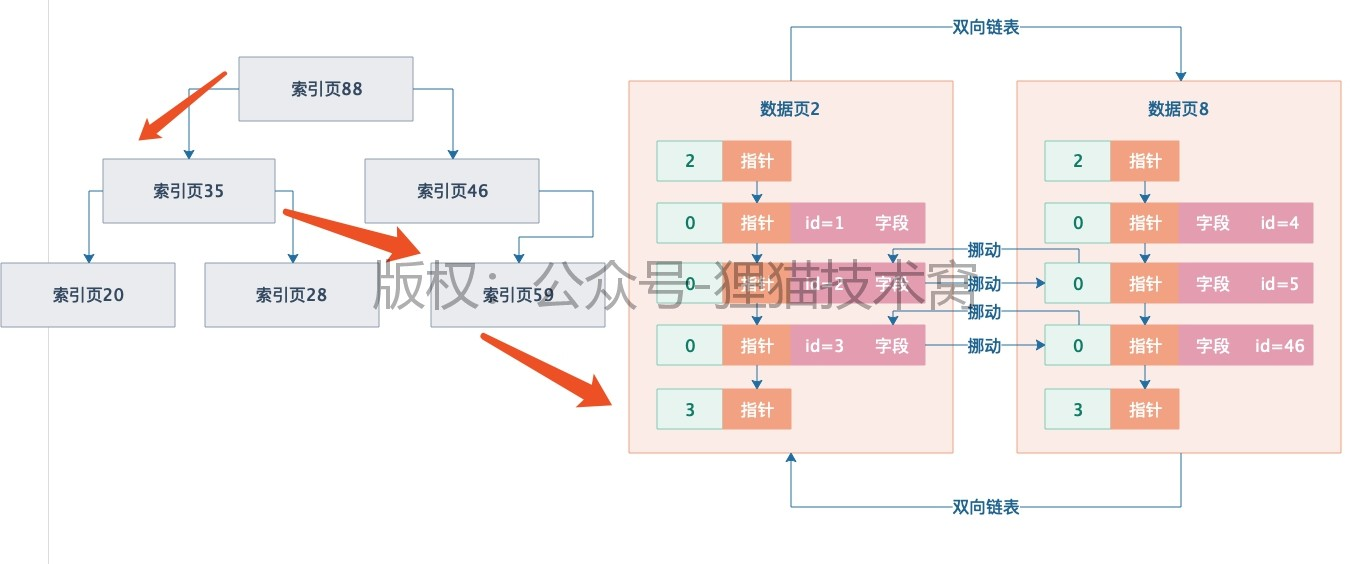 双向链表
索引页88
索引页35
索引页46
索引页20
索引页28
索引页59
数据页2
2 指针
0 指针 id=1 字段
0 指针 id=2 字段
0 指针 id=3 字段
3 指针
挪动
挪动
挪动
挪动
数据页8
2 指针
0 指针 字段 id=4
0 指针 字段 id=5
0 指针 字段 id=46
3 指针
双向链表
版权：公众号-狸猫技术窝